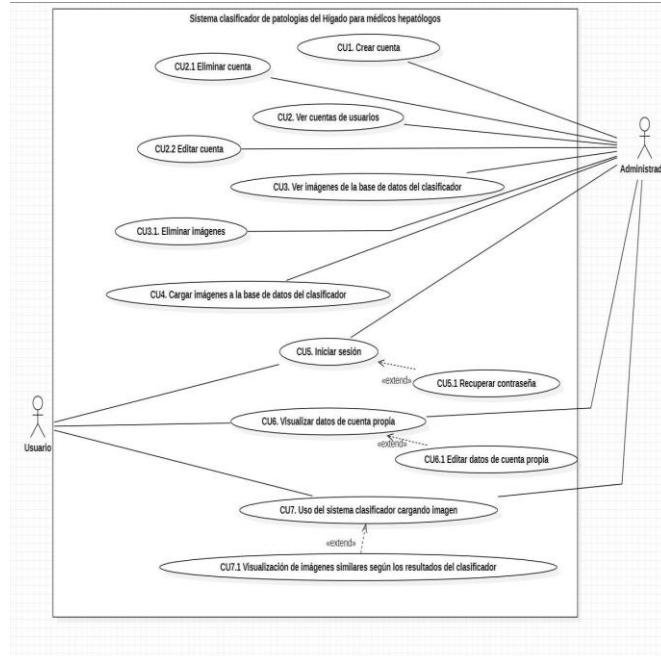 Sistema clasificador de patologías del Hígado para médicos hepatólogos
CU1. Crear cuenta
CU2.1 Eliminar cuenta
CU2. Ver cuentas de usuarios
CU2.2 Editar cuenta
Administrad
CU3. Ver imágenes de la base de datos del clasificador
CU3.1. Eliminar imágenes
CU4. Cargar imágenes a la base de datos del clasificador
CU5. Iniciar sesión
«extend»
CU5.1 Recuperar contraseña
CU6. Visualizar datos de cuenta propia
Usuario
«extend»
CU6.1 Editar datos de cuenta propia
CU7. Uso del sistema clasificador cargando imagen
«extend»
CU7.1 Visualización de imágenes similares según los resultados del clasificador